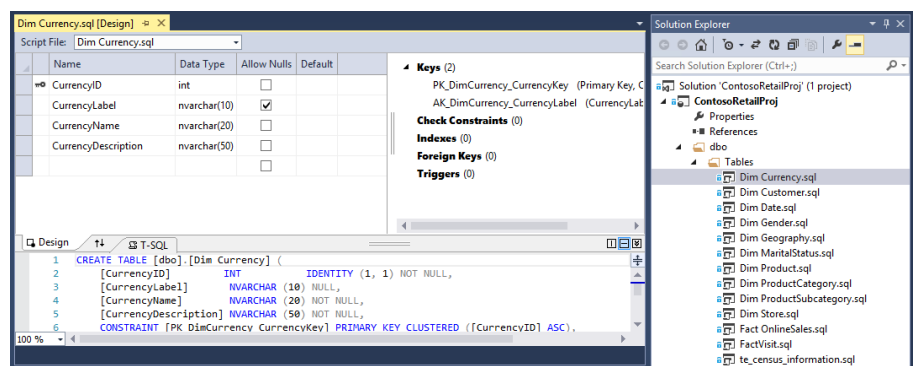 Dim Currency.sql [Design]
Script File: Dim Currency.sql
Name Data Type Allow Nulls Default
CurrencyID int
CurrencyLabel nvarchar(10)
CurrencyName nvarchar(20)
CurrencyDescription nvarchar(50)
Keys (2)
PK_DimCurrency_CurrencyKey (Primary Key, C
AK_DimCurrency_CurrencyLabel (CurrencyLab
Check Constraints (0)
Indexes (0)
Foreign Keys (0)
Triggers (0)
Design T-SQL
1 CREATE TABLE [dbo].[Dim Currency] (
2 [CurrencyID] INT IDENTITY (1, 1) NOT NULL,
3 [CurrencyLabel] NVARCHAR (10) NULL,
4 [CurrencyName] NVARCHAR (20) NOT NULL,
5 [CurrencyDescription] NVARCHAR (50) NOT NULL,
6 CONSTRAINT [PK_DimCurrency_CurrencyKey] PRIMARY KEY CLUSTERED ([CurrencyID] ASC),
100 %
Solution Explorer
Search Solution Explorer (Ctrl+;)
Solution 'ContosoRetailProj' (1 project)
ContosoRetailProj
Properties
References
dbo
Tables
Dim Currency.sql
Dim Customer.sql
Dim Date.sql
Dim Gender.sql
Dim Geography.sql
Dim MaritalStatus.sql
Dim Product.sql
Dim ProductCategory.sql
Dim ProductSubcategory.sql
Dim Store.sql
Fact OnlineSales.sql
FactVisit.sql
te_census_information.sql